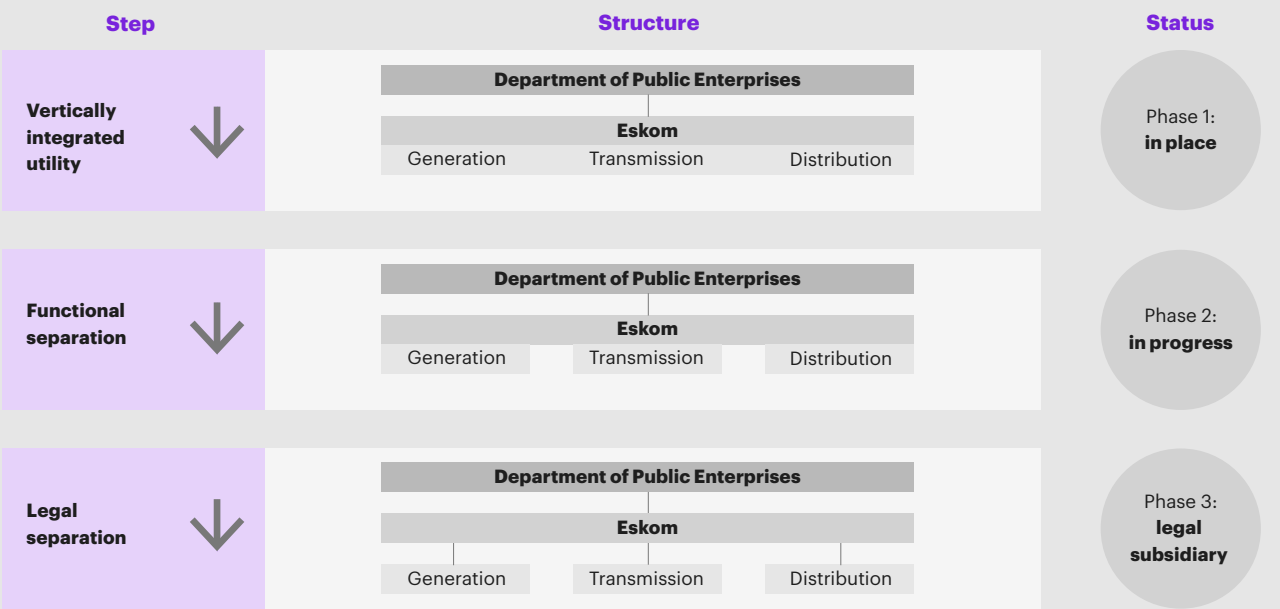 Step
Structure
Status
Vertically
integrated
utility
Department of Public Enterprises
Eskom
Generation Transmission Distribution
Phase 1:
in place
Functional
separation
Department of Public Enterprises
Eskom
Generation Transmission Distribution
Phase 2:
in progress
Legal
separation
Department of Public Enterprises
Eskom
Generation Transmission Distribution
Phase 3:
legal
subsidiary